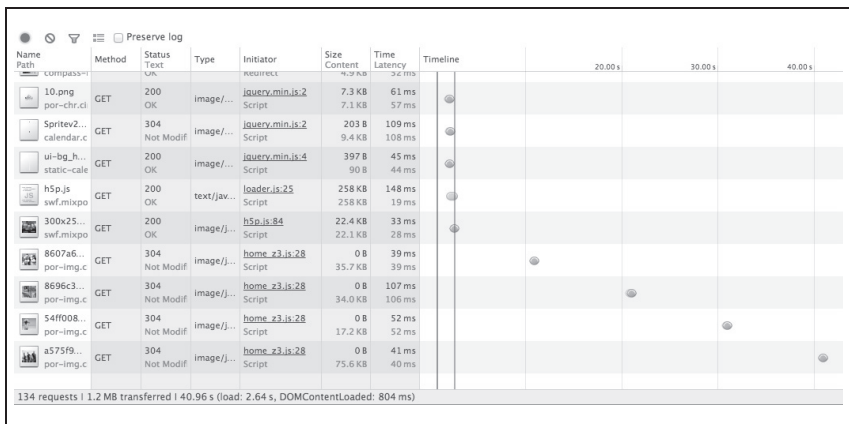 Preserve log
Name Method Status Type Initiator Size Time Timeline
Path Text Content Latency 20.00 s 30.00 s 40.00 s
compass-i OK Redirect 4.9 KB 52 ms
10.png GET 200 image/... jquery.min.js:2 7.3 KB 61 ms
por-chr.ci OK Script 7.1 KB 57 ms
Spritev2... GET 304 image/... jquery.min.js:2 203 B 109 ms
calendar.c Not Modif Script 9.4 KB 108 ms
ui-bg_h... GET 200 image/... jquery.min.js:4 397 B 45 ms
static-cale OK Script 90 B 44 ms
h5p.js GET 200 text/jav... loader.js:25 258 KB 148 ms
swf.mixpo OK Script 258 KB 19 ms
300x25... GET 200 image/j... h5p.js:84 22.4 KB 33 ms
swf.mixpo OK Script 22.1 KB 28 ms
8607a6... GET 304 image/j... home_z3.js:28 0 B 39 ms
por-img.c Not Modif Script 35.7 KB 39 ms
8696c3... GET 304 image/j... home_z3.js:28 0 B 107 ms
por-img.c Not Modif Script 34.0 KB 106 ms
54ff008... GET 304 image/j... home_z3.js:28 0 B 52 ms
por-img.c Not Modif Script 17.2 KB 52 ms
a575f9... GET 304 image/j... home_z3.js:28 0 B 41 ms
por-img.c Not Modif Script 75.6 KB 40 ms
134 requests | 1.2 MB transferred | 40.96 s (load: 2.64 s, DOMContentLoaded: 804 ms)